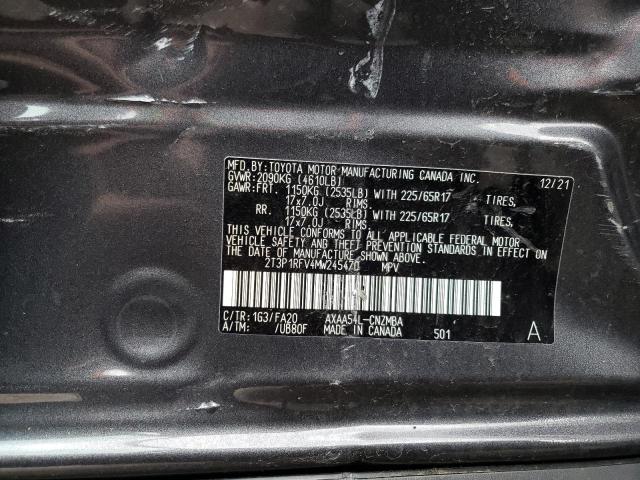 MFD.BY:TOYOTA MOTOR MANUFACTURING CANADA INC. 12/21
GVWR:2090KG (4610LB)
GAWR:FRT. 1150KG (2535LB) WITH 225/65R17 TIRES,
17x7.0J RIMS,
RR. 1150KG (2535LB) WITH 225/65R17 TIRES,
17x7.0J RIMS,
THIS VEHICLE CONFORMS TO ALL APPLICABLE FEDERAL MOTOR
VEHICLE SAFETY AND THEFT PREVENTION STANDARDS IN EFFECT ON
THE DATE OF MANUFACTURE SHOWN ABOVE.
2T3P1RFV4MW245470 MPV
C/TR:1G3/FA20 AXAA54L-CNZMBA
A/TM: /UB80F MADE IN CANADA 501 A